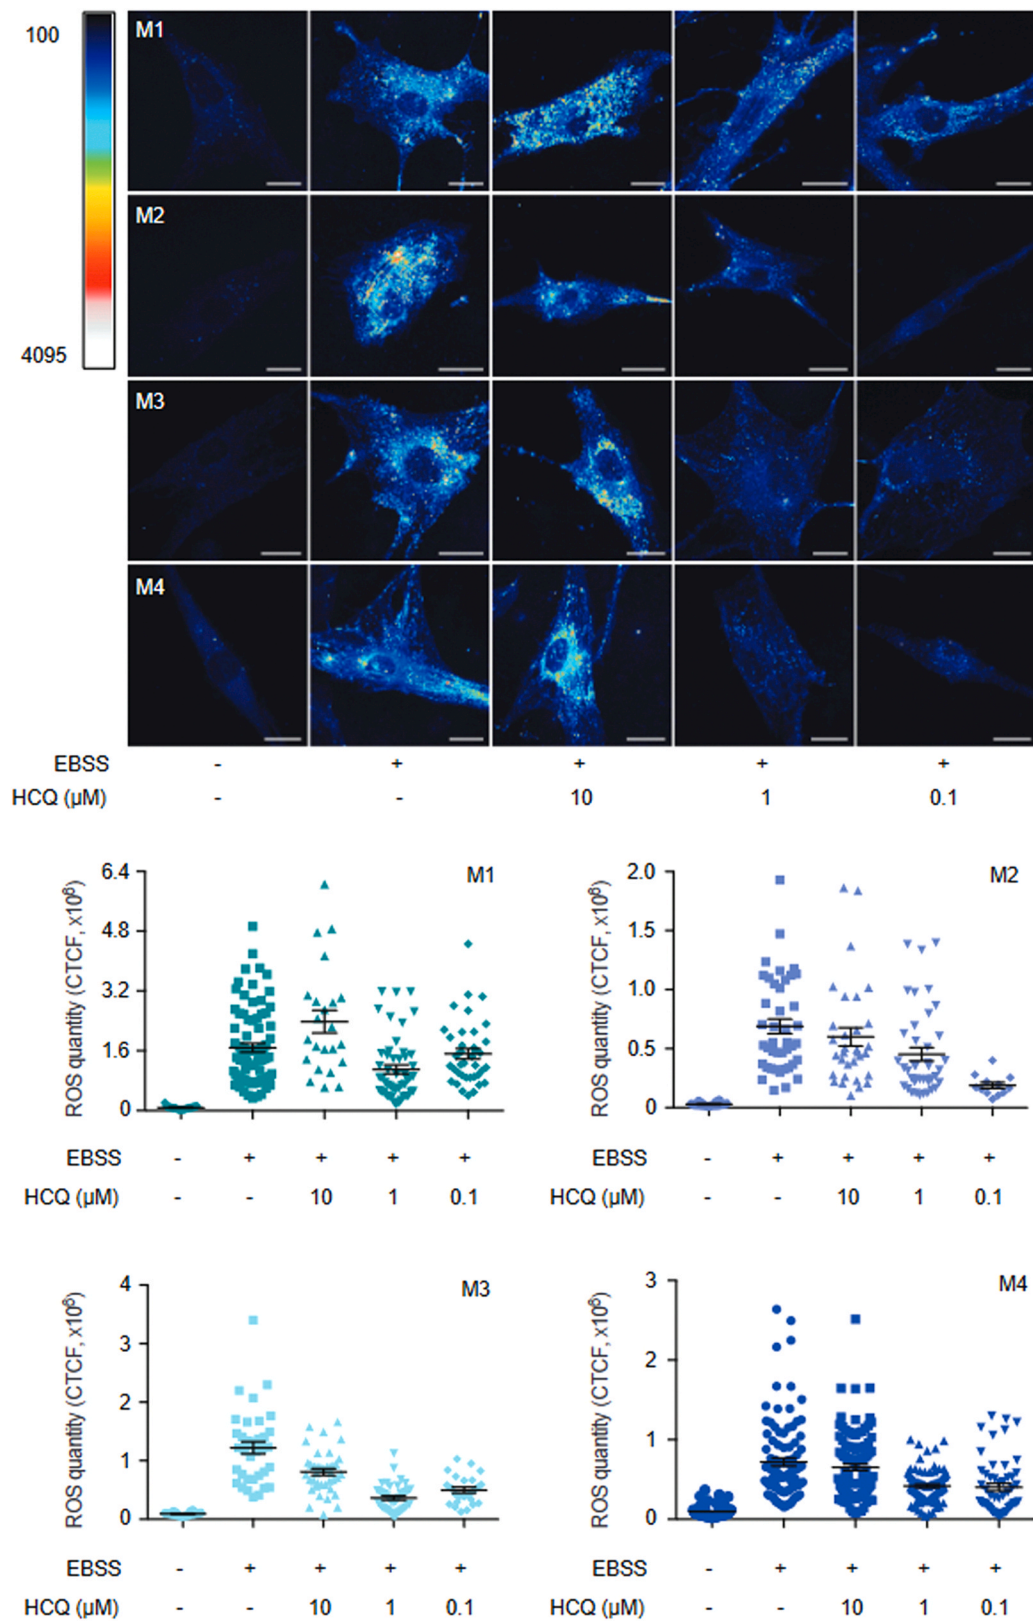 100
4095
M1
M2
M3
M4
EBSS - + + + +
HCQ (µM) - - 10 1 0.1
M1
ROS quantity (CTCF, x10⁶)
6.4
4.8
3.2
1.6
0
EBSS - + + + +
HCQ (µM) - - 10 1 0.1
M2
ROS quantity (CTCF, x10⁶)
2.0
1.5
1.0
0.5
0
EBSS - + + + +
HCQ (µM) - - 10 1 0.1
M3
ROS quantity (CTCF, x10⁶)
4
3
2
1
0
EBSS - + + + +
HCQ (µM) - - 10 1 0.1
M4
ROS quantity (CTCF, x10⁶)
3
2
1
0
EBSS - + + + +
HCQ (µM) - - 10 1 0.1